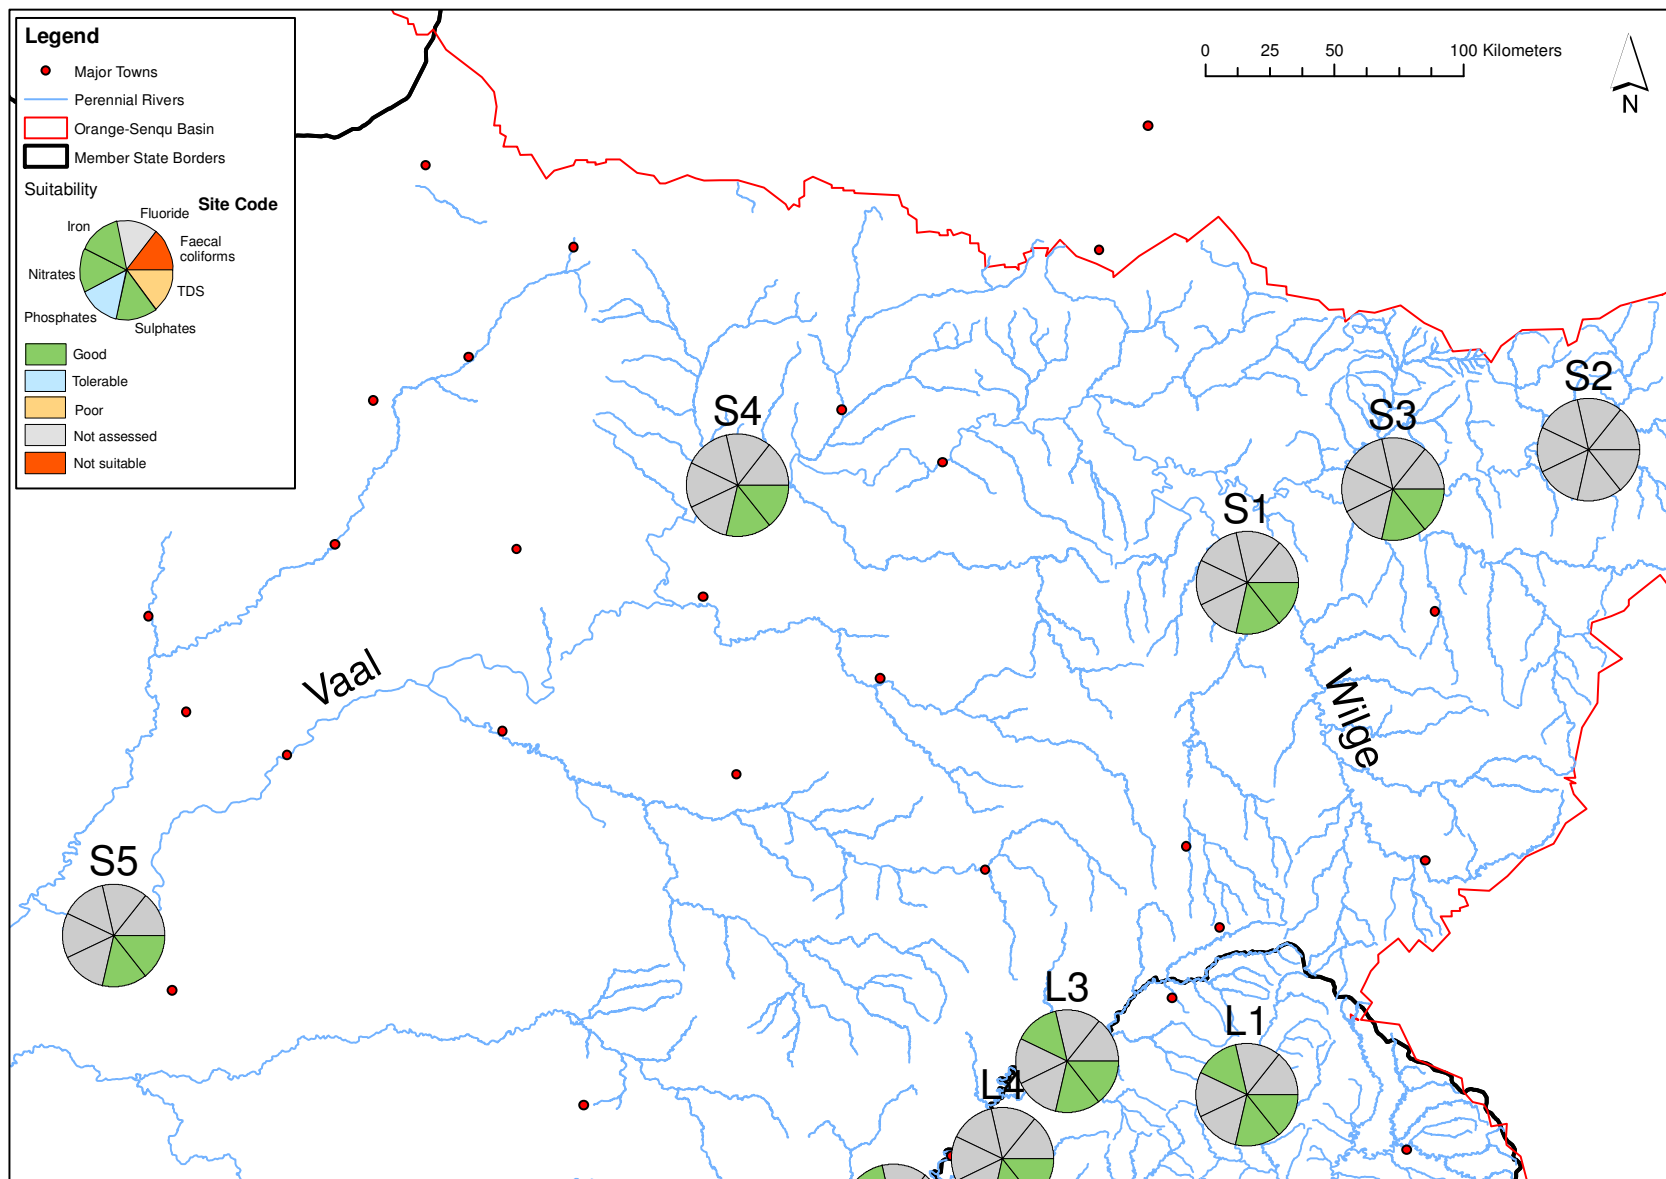 Legend
Major Towns
Perennial Rivers
Orange-Senqu Basin
Member State Borders
Suitability
Site Code
Fluoride
Iron
Faecal
coliforms
Nitrates
TDS
Phosphates
Sulphates
Good
Tolerable
Poor
Not assessed
Not suitable
0 25 50 100 Kilometers
N
S2
S3
S4
S1
Vaal
Wilge
S5
L3
L1
L4